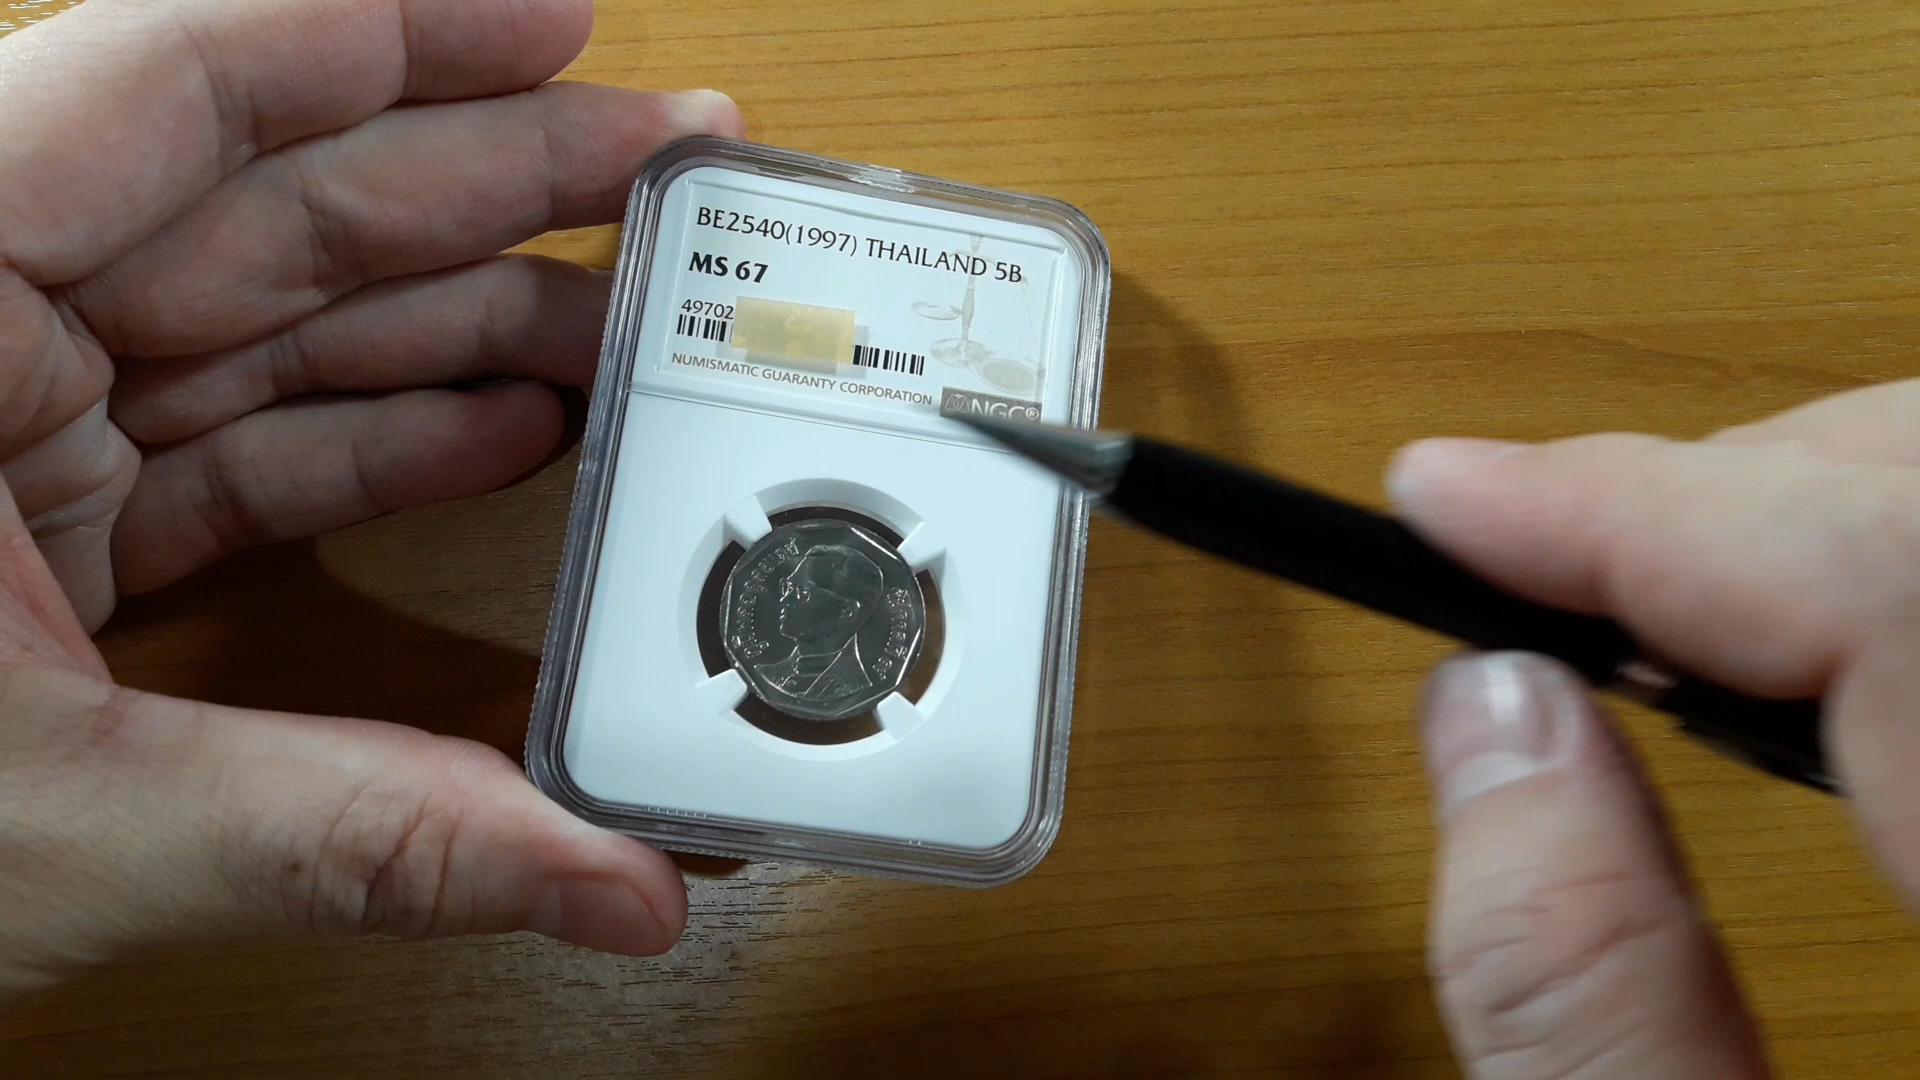 BE2540(1997) THAILAND 5B
MS 67
49702
NUMISMATIC GUARANTY CORPORATION
NGC®